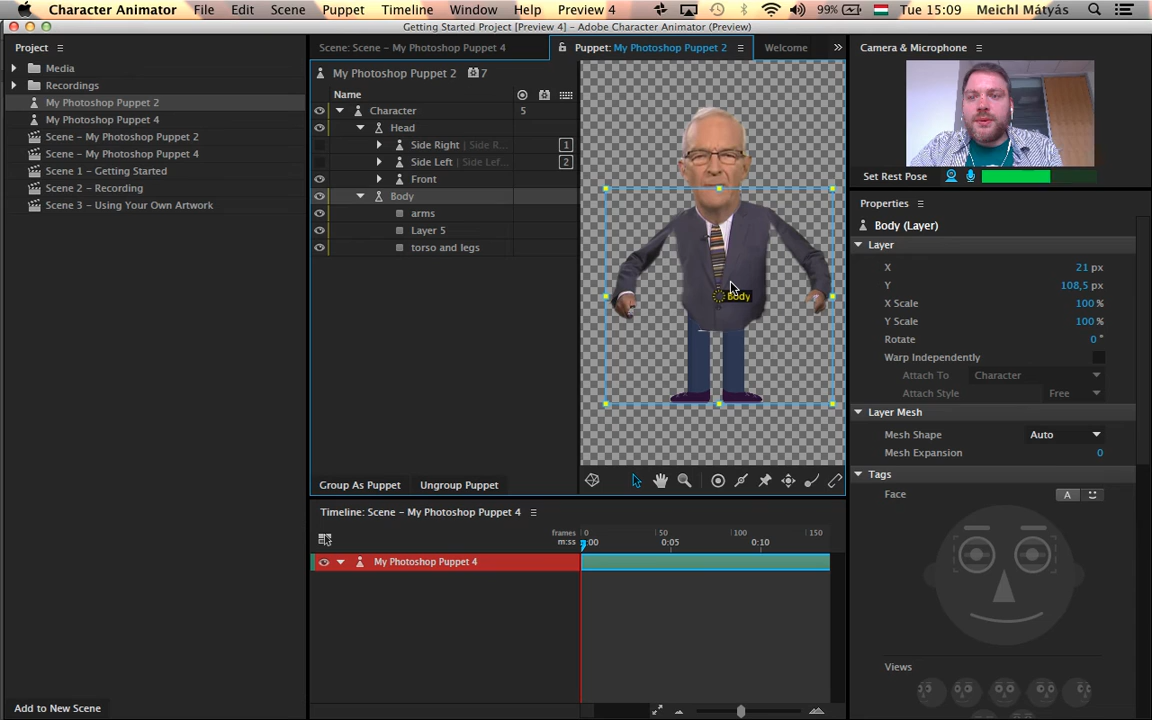 Character Animator File Edit Scene Puppet Timeline Window Help Preview 4 99% Tue 15:09 Meichl Mátyás
Getting Started Project [Preview 4] - Adobe Character Animator (Preview)
Project
Media
Recordings
My Photoshop Puppet 2
My Photoshop Puppet 4
Scene - My Photoshop Puppet 2
Scene - My Photoshop Puppet 4
Scene 1 - Getting Started
Scene 2 - Recording
Scene 3 - Using Your Own Artwork
Add to New Scene
Scene: Scene - My Photoshop Puppet 4
Puppet: My Photoshop Puppet 2
Welcome
My Photoshop Puppet 2 7
Name
Character 5
Head
Side Right | Side R... 1
Side Left | Side Lef... 2
Front
Body
arms
Layer 5
torso and legs
Body
Group As Puppet Ungroup Puppet
Timeline: Scene - My Photoshop Puppet 4
frames 0 50 100 150
m:ss 0:00 0:05 0:10
My Photoshop Puppet 4
Camera & Microphone
Set Rest Pose
Properties
Body (Layer)
Layer
X 21 px
Y 108,5 px
X Scale 100 %
Y Scale 100 %
Rotate 0 °
Warp Independently
Attach To Character
Attach Style Free
Layer Mesh
Mesh Shape Auto
Mesh Expansion 0
Tags
Face A
Views